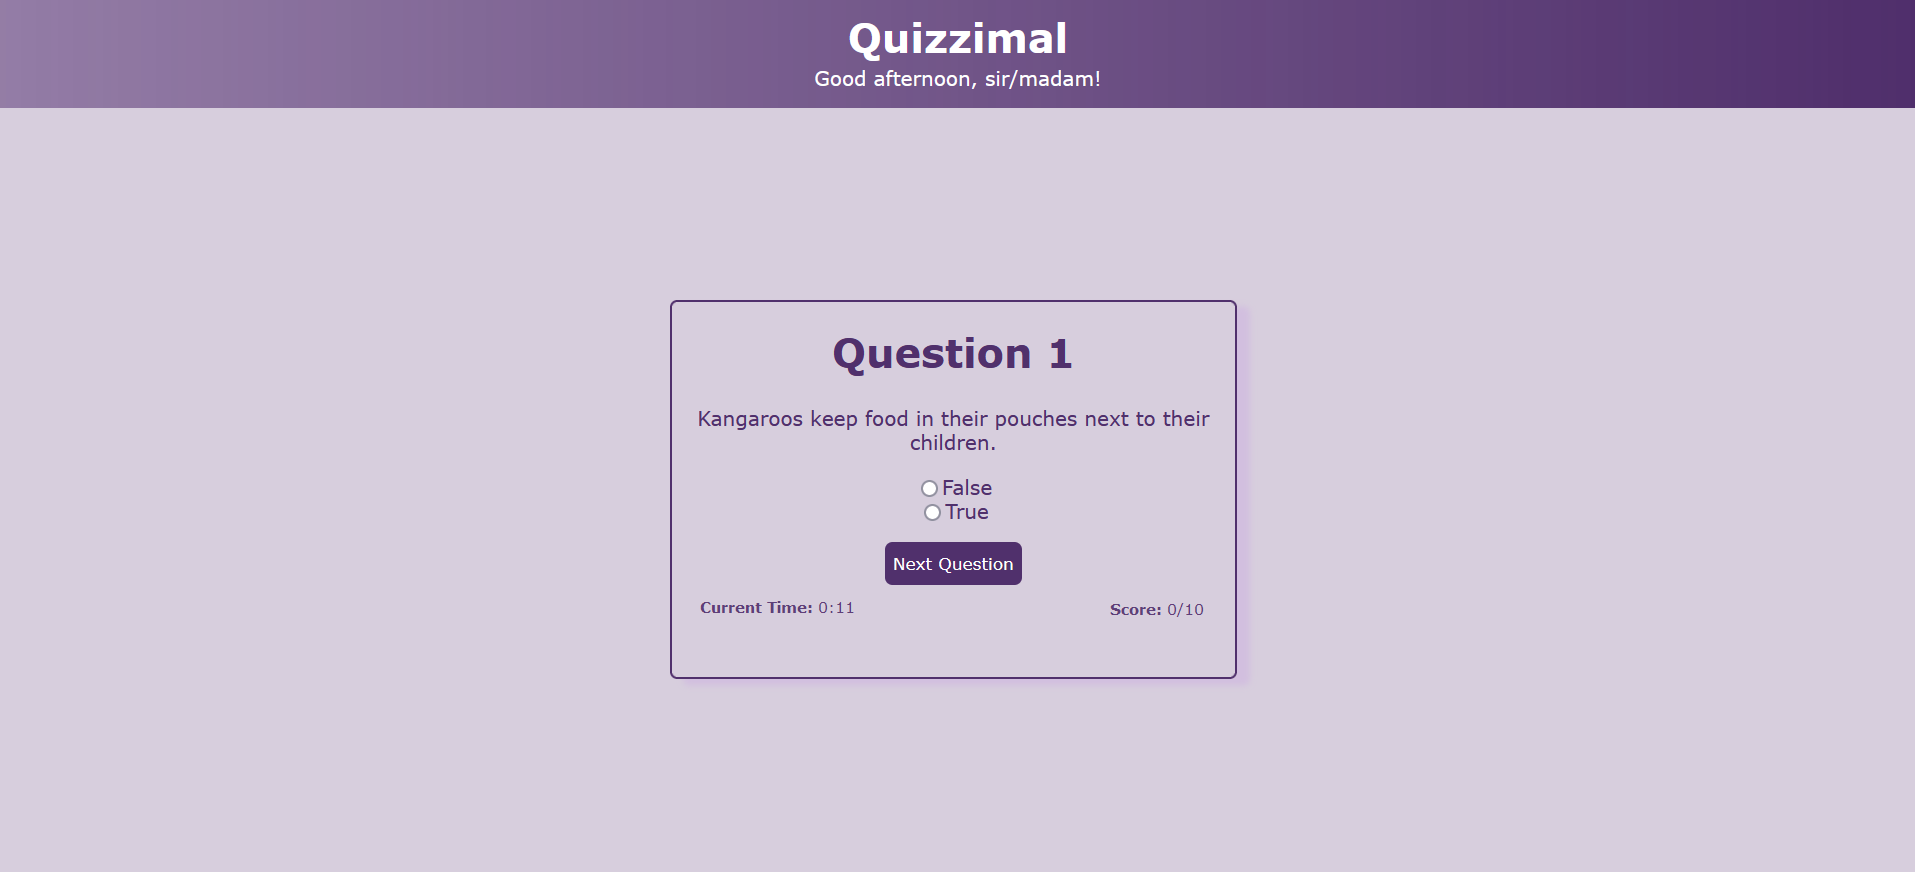 Quizzimal
Good afternoon, sir/madam!
Question 1
Kangaroos keep food in their pouches next to their
children.
False
True
Next Question
Current Time: 0:11
Score: 0/10